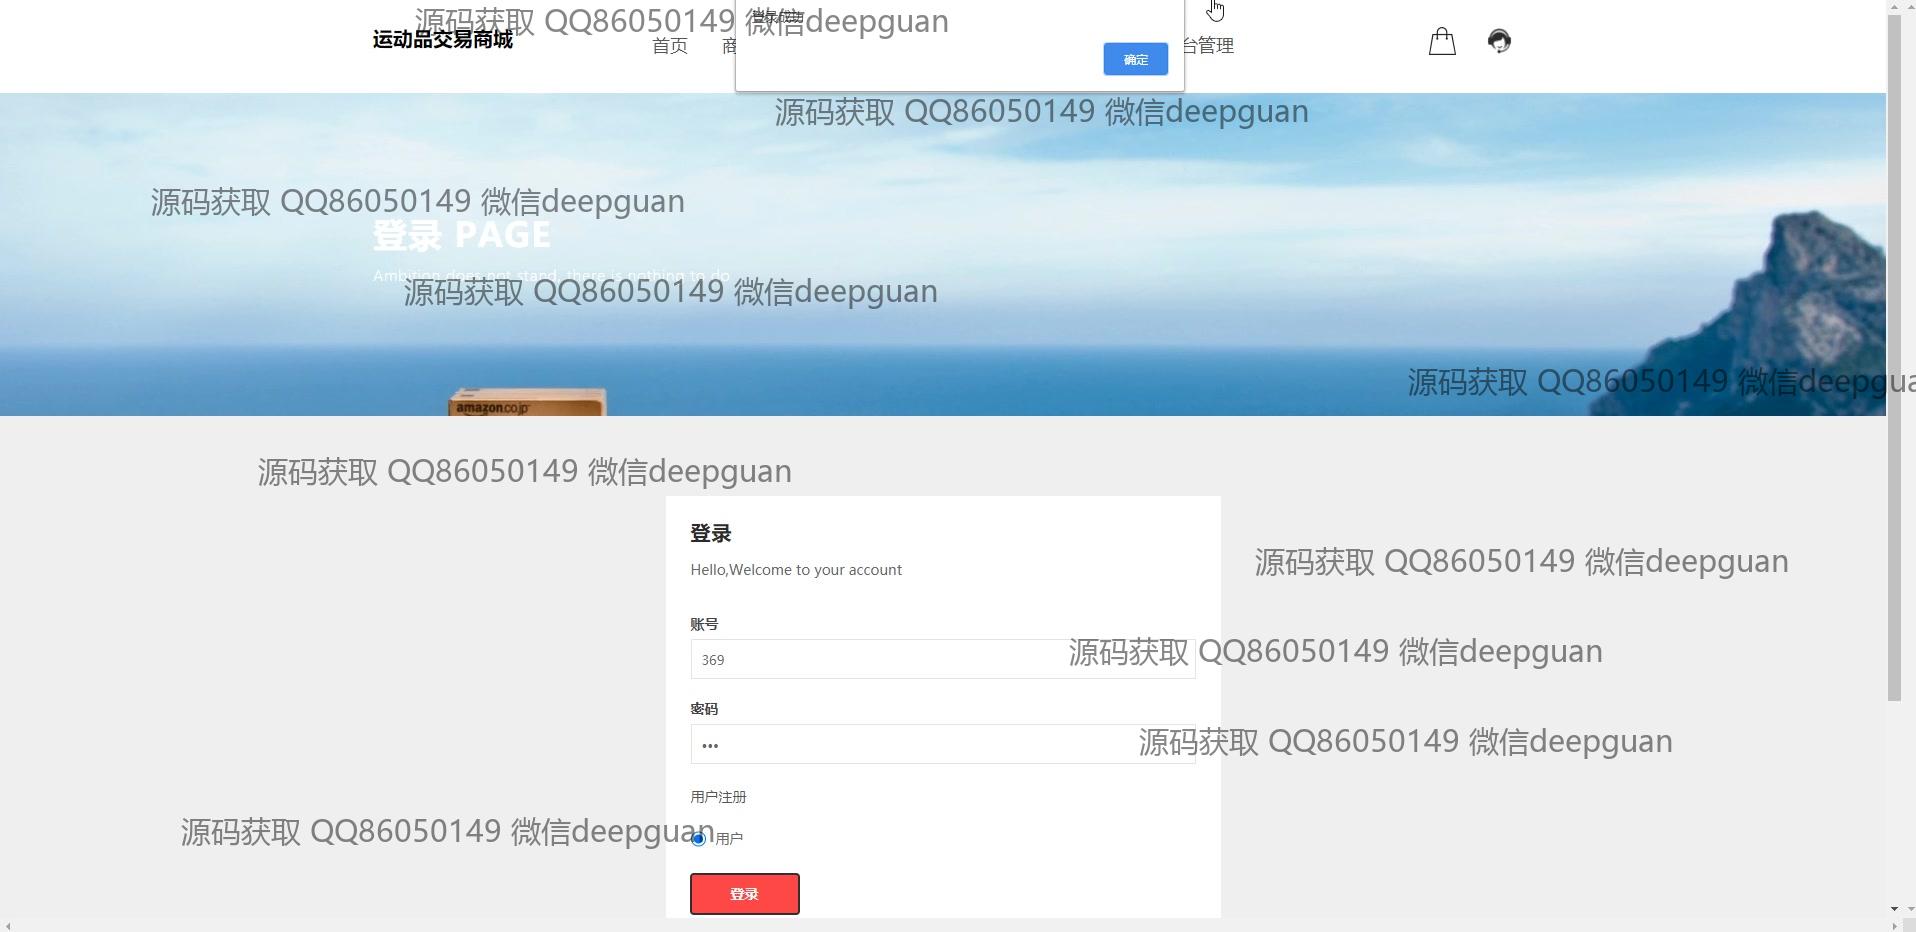 源码获取 QQ86050149 微信deepguan
登录成功
运动品交易商城
首页
商
台管理
确定
源码获取 QQ86050149 微信deepguan
源码获取 QQ86050149 微信deepguan
登录 PAGE
Ambition does not stand, there is nothing to do
源码获取 QQ86050149 微信deepguan
源码获取 QQ86050149 微信deepgua
amazon.co.jp
源码获取 QQ86050149 微信deepguan
登录
Hello,Welcome to your account
源码获取 QQ86050149 微信deepguan
账号
源码获取 QQ86050149 微信deepguan
369
密码
源码获取 QQ86050149 微信deepguan
•••
用户注册
源码获取 QQ86050149 微信deepguan
用户
登录